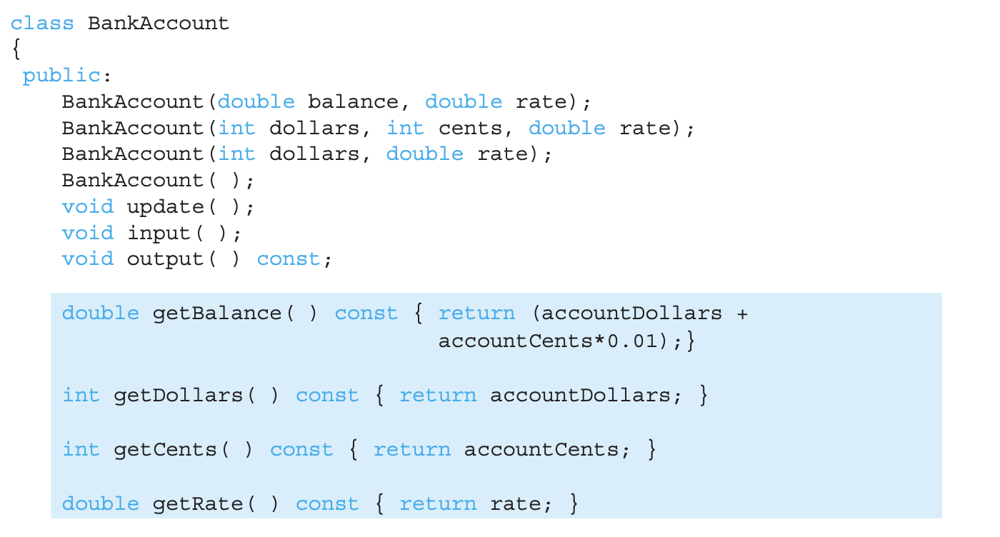 class BankAccount
{
 public:
    BankAccount(double balance, double rate);
    BankAccount(int dollars, int cents, double rate);
    BankAccount(int dollars, double rate);
    BankAccount( );
    void update( );
    void input( );
    void output( ) const;
    double getBalance( ) const { return (accountDollars +
                                 accountCents*0.01);}
    int getDollars( ) const { return accountDollars; }
    int getCents( ) const { return accountCents; }
    double getRate( ) const { return rate; }